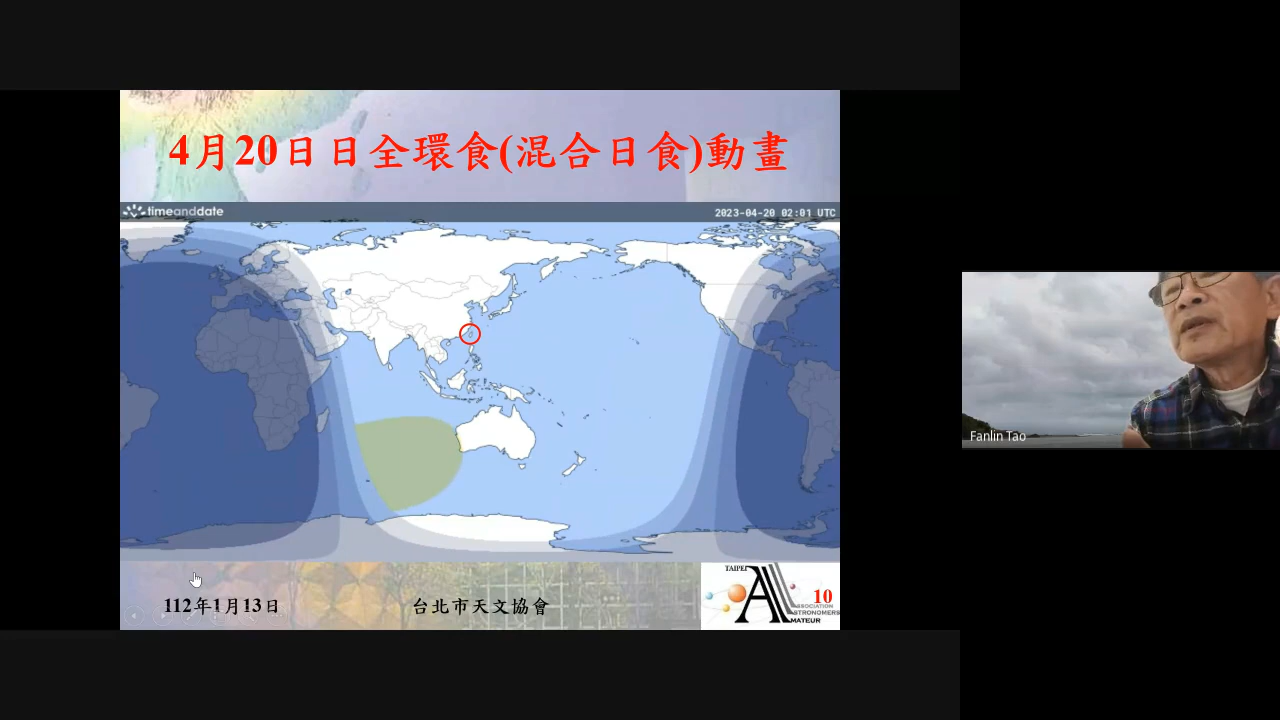 4月20日日全環食(混合日食)動畫
timeanddate
2023-04-20 02:01 UTC
Fanlin Tao
112年1月13日
台北市天文協會
TAIPEI
10
ASSOCIATION
ASTRONOMERS
AMATEUR